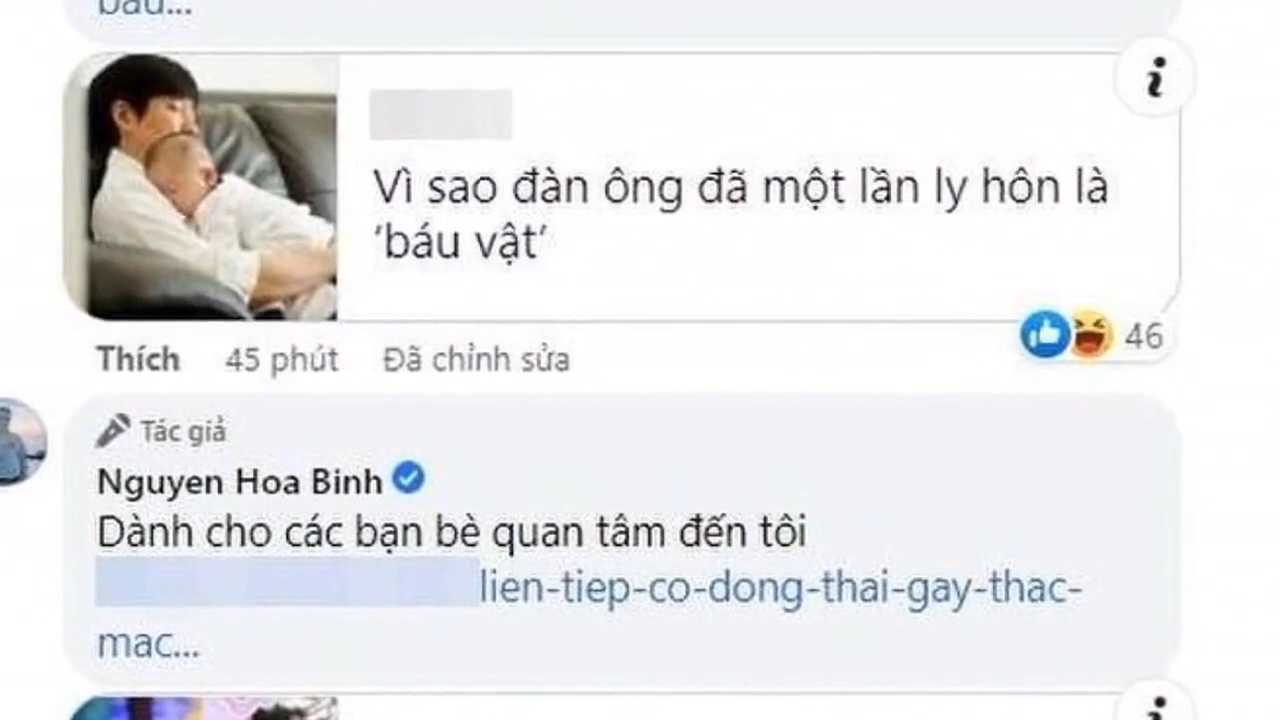 bầu...
Vì sao đàn ông đã một lần ly hôn là
‘báu vật’
46
Thích 45 phút Đã chỉnh sửa
Tác giả
Nguyen Hoa Binh
Dành cho các bạn bè quan tâm đến tôi
lien-tiep-co-dong-thai-gay-thac-
mac...